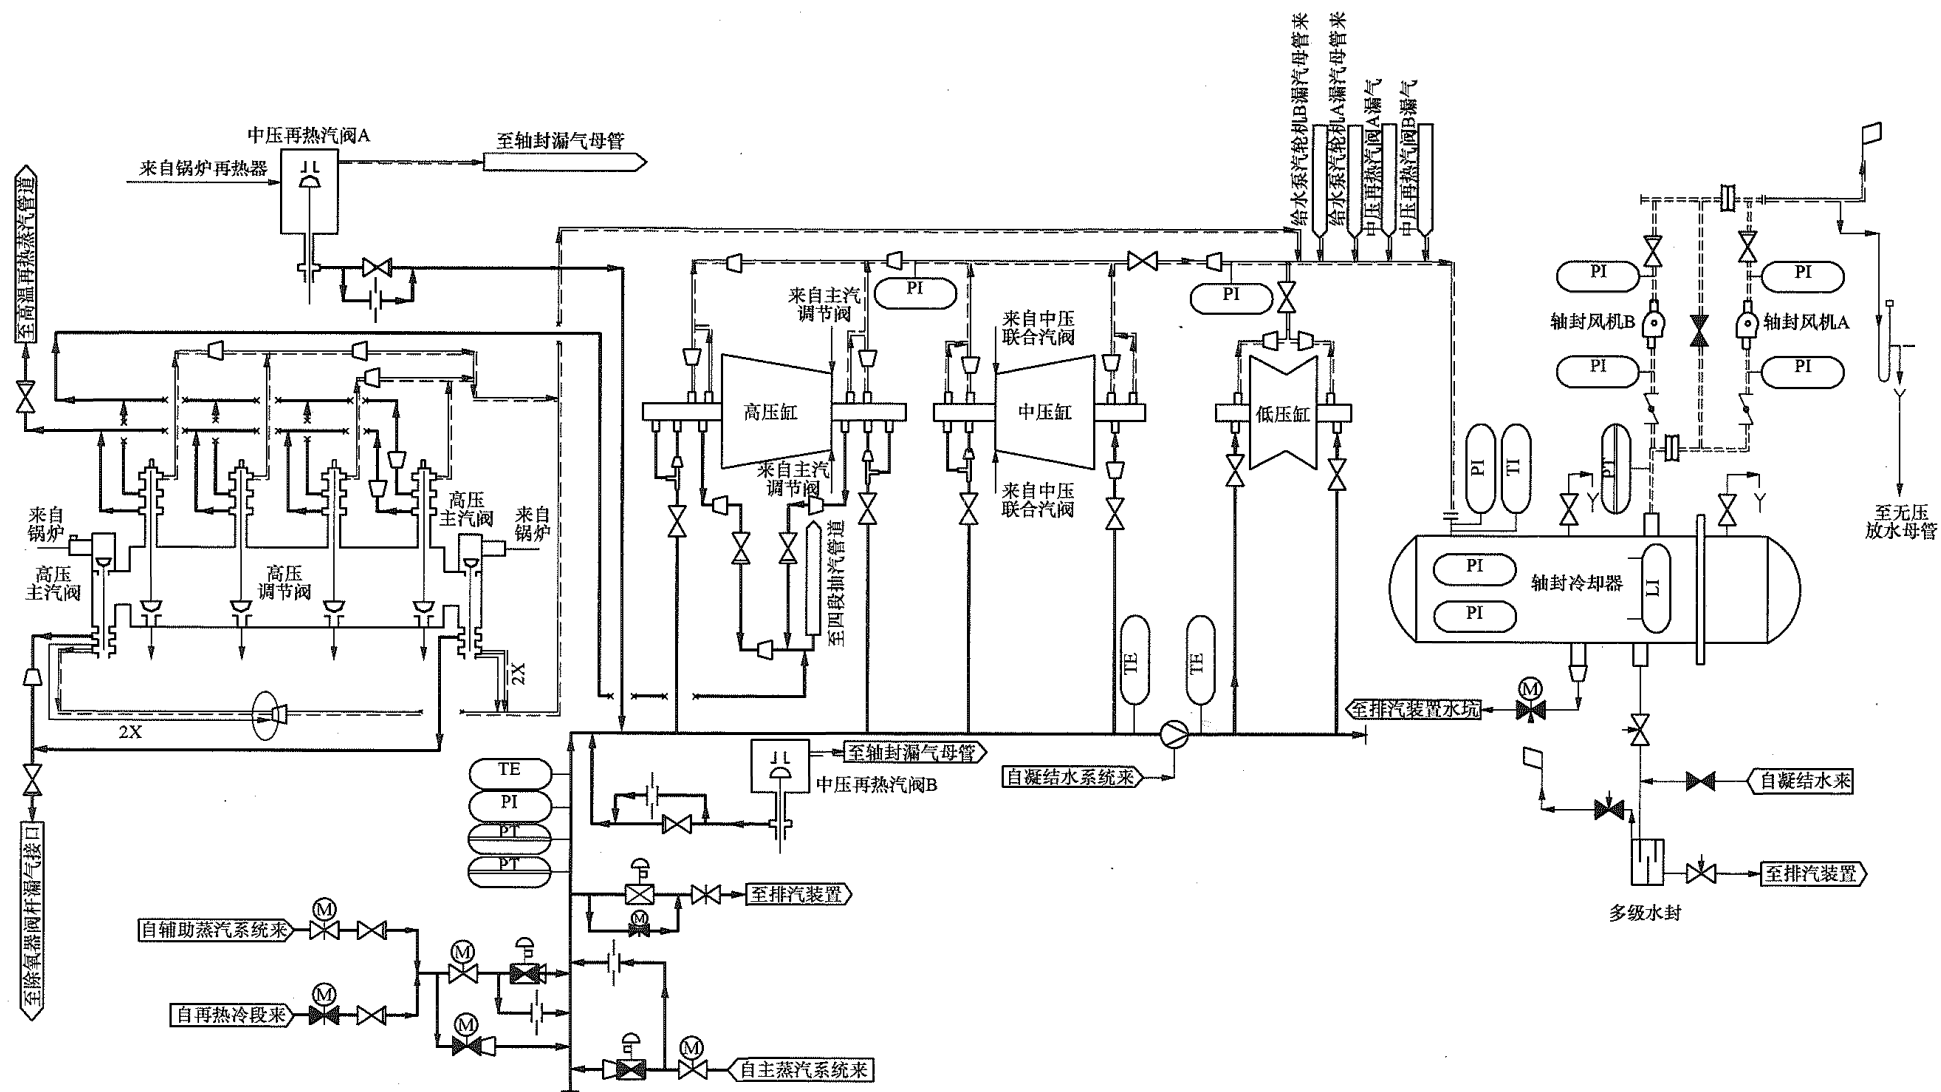 给水泵汽轮机B漏汽母管来
给水泵汽轮机A漏汽母管来
中压再热汽阀A漏气
中压再热汽阀B漏气
中压再热汽阀A
至轴封漏气母管
来自锅炉再热器
至高温再热蒸汽管道
PI
PI
PI
PI
来自主汽
调节阀
来自中压
联合汽阀
轴封风机B
轴封风机A
PI
PI
高压缸
中压缸
低压缸
来自主汽
调节阀
来自中压
联合汽阀
PI
TI
PT
高压
主汽阀
来自
锅炉
来自
锅炉
至无压
放水母管
高压
主汽阀
高压
调节阀
至四段抽汽管道
PI
PI
轴封冷却器
LI
2X
2X
TE
TE
M
至排汽装置水坑
至轴封漏气母管
中压再热汽阀B
自凝结水系统来
自凝结水来
TE
PI
PT
PT
至除氧器阀杆漏气接口
至排汽装置
M
至排汽装置
多级水封
M
自辅助蒸汽系统来
M
M
自再热冷段来
M
M
自主蒸汽系统来